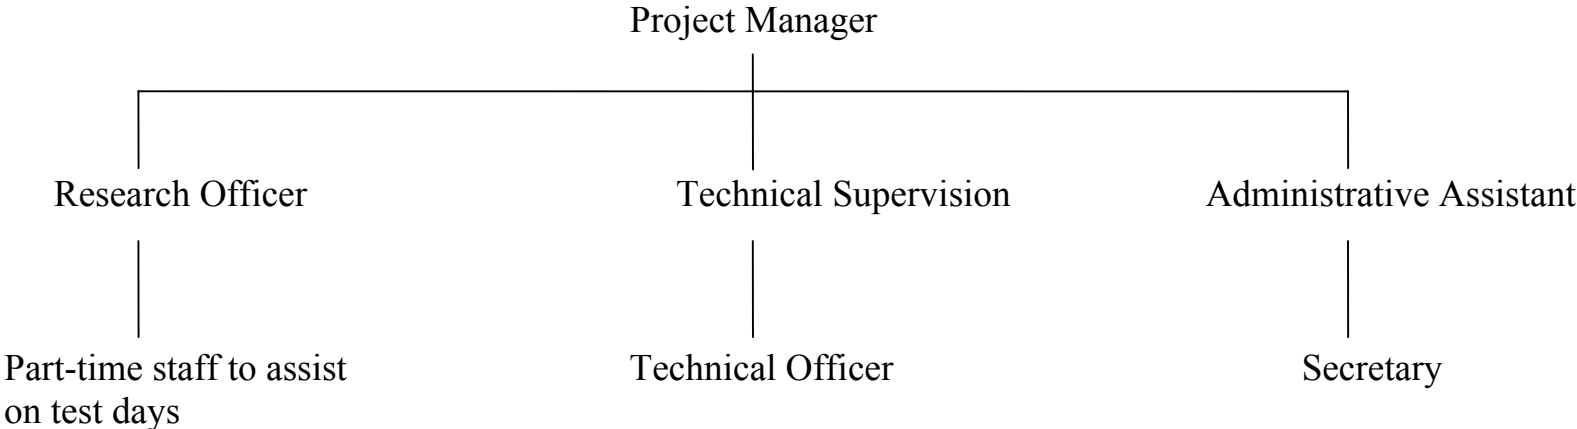 Project Manager
Research Officer
Technical Supervision
Administrative Assistant
Part-time staff to assist
on test days
Technical Officer
Secretary